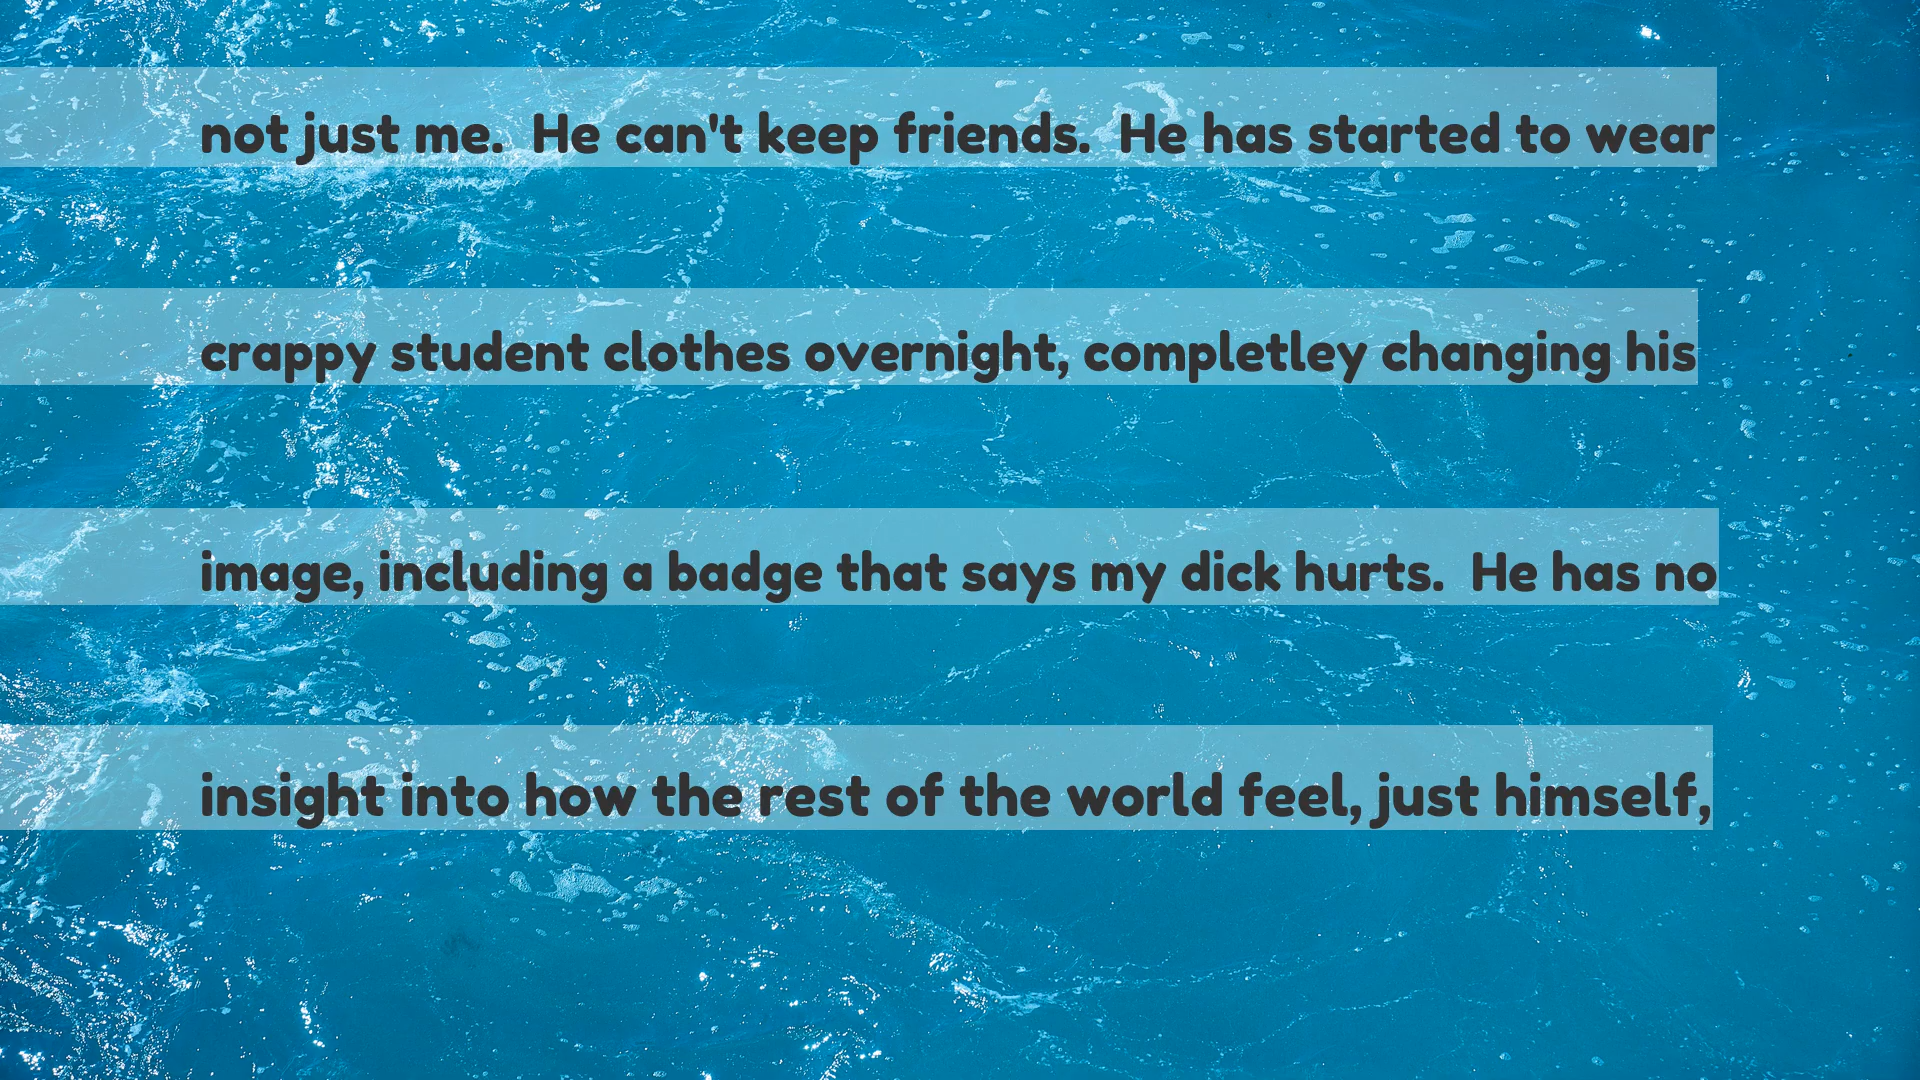 not just me.  He can't keep friends.  He has started to wear
crappy student clothes overnight, completley changing his
image, including a badge that says my dick hurts.  He has no
insight into how the rest of the world feel, just himself,